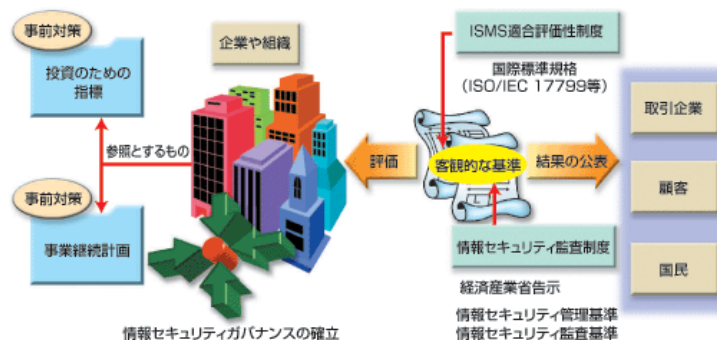 事前対策
投資のための
指標
参照とするもの
事前対策
事業継続計画
企業や組織
情報セキュリティガバナンスの確立
評価
ISMS適合評価性制度
国際標準規格
（ISO/IEC 17799等）
客観的な基準
結果の公表
情報セキュリティ監査制度
経済産業省告示
情報セキュリティ管理基準
情報セキュリティ監査基準
取引企業
顧客
国民